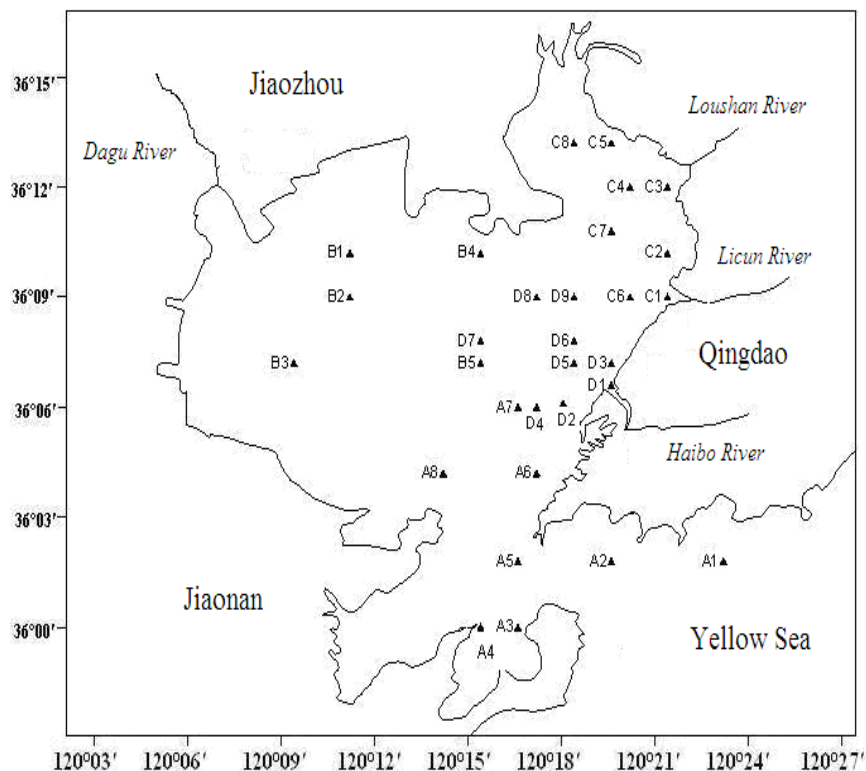 36°15′
Jiaozhou
Loushan River
Dagu River
C8 C5
36°12′
C4 C3
C7
B1 B4 C2
Licun River
36°09′
B2 D8 D9 C6 C1
D7 D6
Qingdao
B3 B5 D5 D3
D1
36°06′
A7 D4 D2
Haibo River
A8 A6
36°03′
A5 A2 A1
Jiaonan
36°00′
A3
Yellow Sea
A4
120°03′ 120°06′ 120°09′ 120°12′ 120°15′ 120°18′ 120°21′ 120°24′ 120°27′